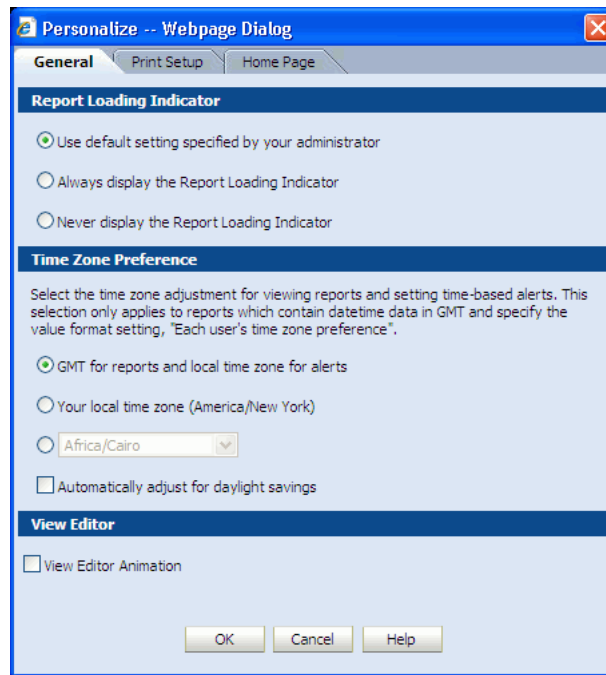 Personalize -- Webpage Dialog
General Print Setup Home Page
Report Loading Indicator
Use default setting specified by your administrator
Always display the Report Loading Indicator
Never display the Report Loading Indicator
Time Zone Preference
Select the time zone adjustment for viewing reports and setting time-based alerts. This
selection only applies to reports which contain datetime data in GMT and specify the
value format setting, "Each user's time zone preference".
GMT for reports and local time zone for alerts
Your local time zone (America/New York)
Africa/Cairo
Automatically adjust for daylight savings
View Editor
View Editor Animation
OK Cancel Help